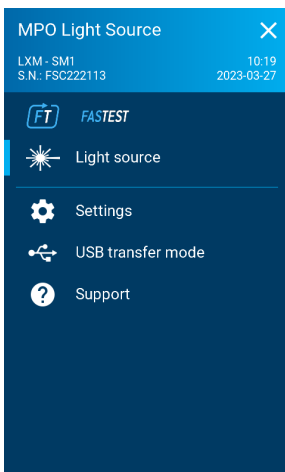 MPO Light Source
LXM - SM1 10:19
S.N.: FSC222113 2023-03-27
FT FASTEST
Light source
Settings
USB transfer mode
Support